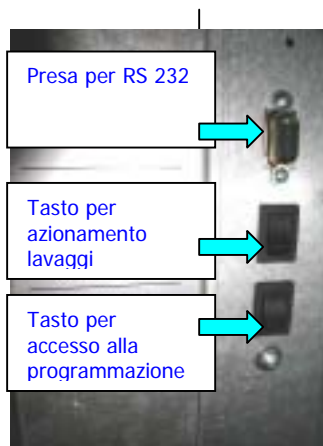 Presa per RS 232
Tasto per
azionamento
lavaggi
Tasto per
accesso alla
programmazione